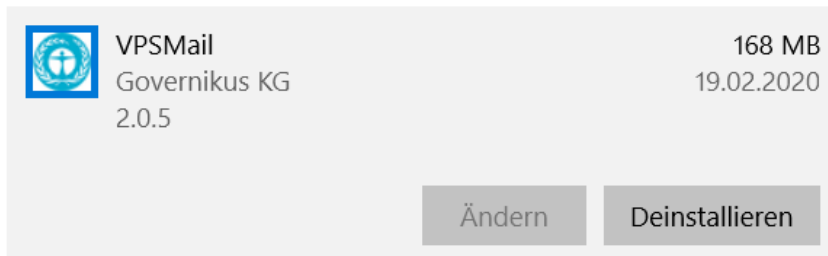 VPSMail 168 MB
Governikus KG 19.02.2020
2.0.5
Ändern Deinstallieren